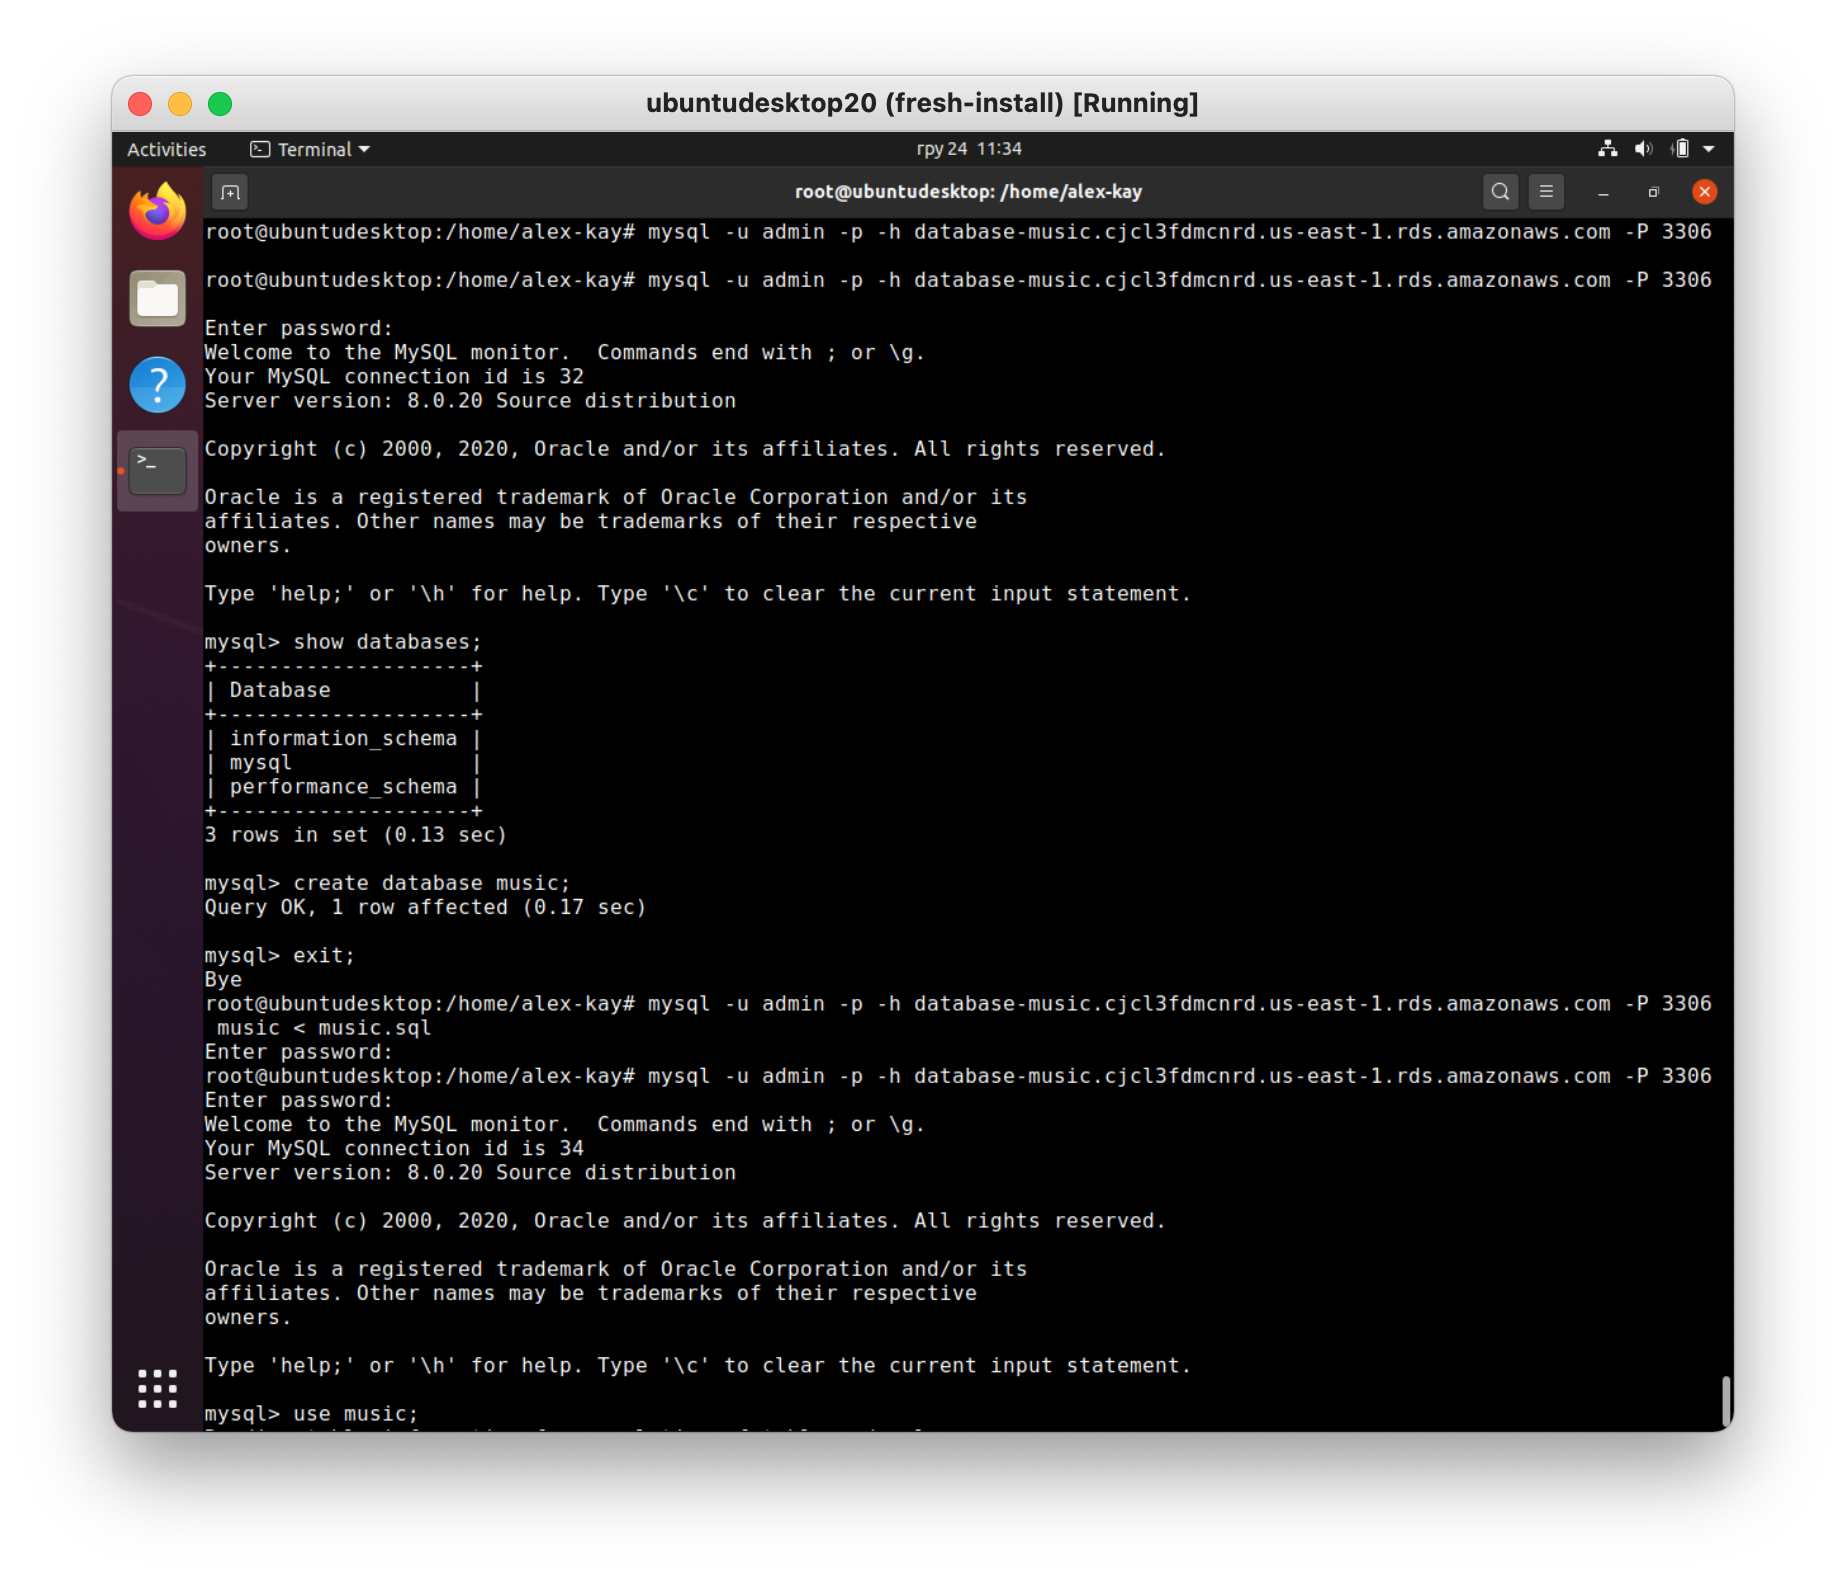 ubuntudesktop20 (fresh-install) [Running]
Activities Terminal гру 24 11:34
root@ubuntudesktop: /home/alex-kay
root@ubuntudesktop:/home/alex-kay# mysql -u admin -p -h database-music.cjcl3fdmcnrd.us-east-1.rds.amazonaws.com -P 3306
root@ubuntudesktop:/home/alex-kay# mysql -u admin -p -h database-music.cjcl3fdmcnrd.us-east-1.rds.amazonaws.com -P 3306
Enter password:
Welcome to the MySQL monitor.  Commands end with ; or \g.
Your MySQL connection id is 32
Server version: 8.0.20 Source distribution
Copyright (c) 2000, 2020, Oracle and/or its affiliates. All rights reserved.
Oracle is a registered trademark of Oracle Corporation and/or its
affiliates. Other names may be trademarks of their respective
owners.
Type 'help;' or '\h' for help. Type '\c' to clear the current input statement.
mysql> show databases;
+--------------------+
| Database           |
+--------------------+
| information_schema |
| mysql              |
| performance_schema |
+--------------------+
3 rows in set (0.13 sec)
mysql> create database music;
Query OK, 1 row affected (0.17 sec)
mysql> exit;
Bye
root@ubuntudesktop:/home/alex-kay# mysql -u admin -p -h database-music.cjcl3fdmcnrd.us-east-1.rds.amazonaws.com -P 3306
 music < music.sql
Enter password:
root@ubuntudesktop:/home/alex-kay# mysql -u admin -p -h database-music.cjcl3fdmcnrd.us-east-1.rds.amazonaws.com -P 3306
Enter password:
Welcome to the MySQL monitor.  Commands end with ; or \g.
Your MySQL connection id is 34
Server version: 8.0.20 Source distribution
Copyright (c) 2000, 2020, Oracle and/or its affiliates. All rights reserved.
Oracle is a registered trademark of Oracle Corporation and/or its
affiliates. Other names may be trademarks of their respective
owners.
Type 'help;' or '\h' for help. Type '\c' to clear the current input statement.
mysql> use music;